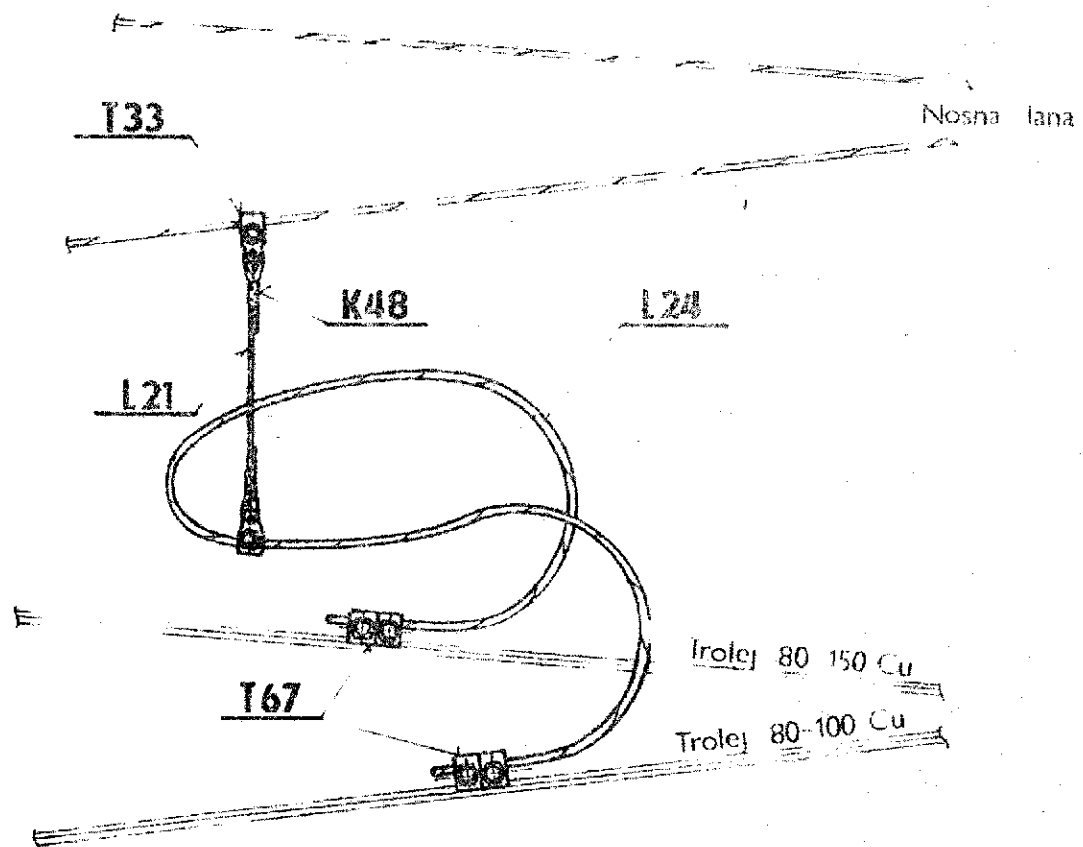 T33
Nosna lana
K48
L24
L21
Trolej 80-150 Cu
T67
Trolej 80-100 Cu